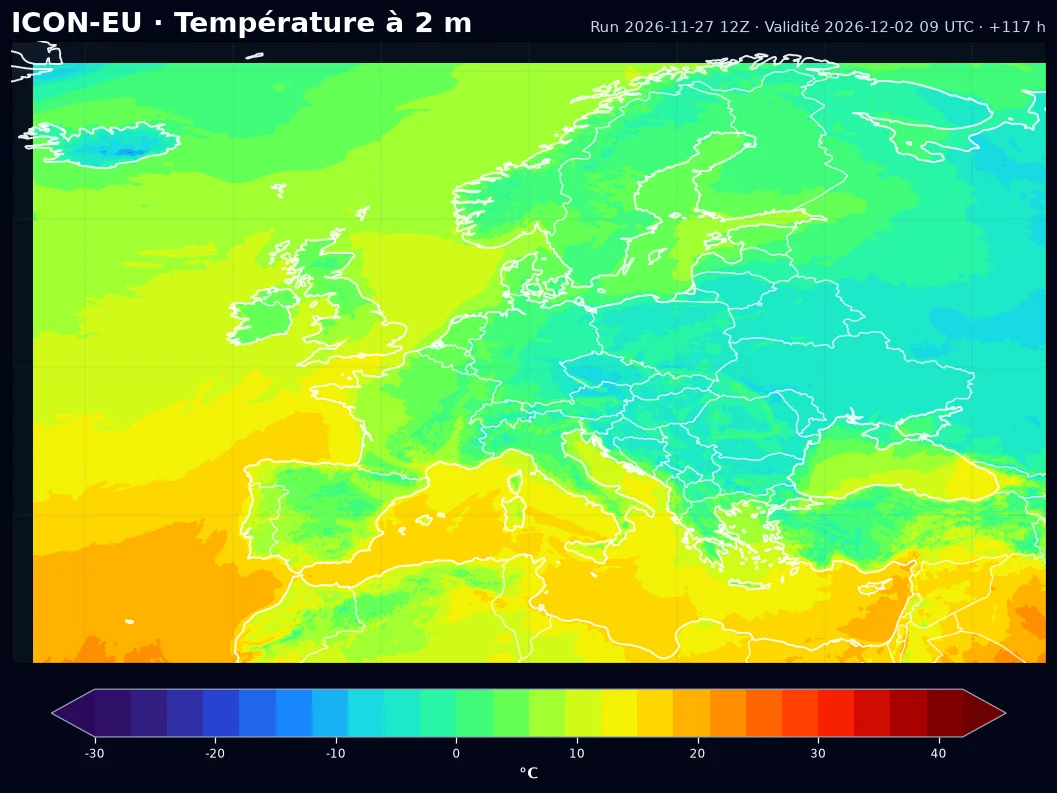 ICON-EU · Température à 2 m
Run 2026-11-27 12Z · Validité 2026-12-02 09 UTC · +117 h
-30 -20 -10 0 10 20 30 40
°C